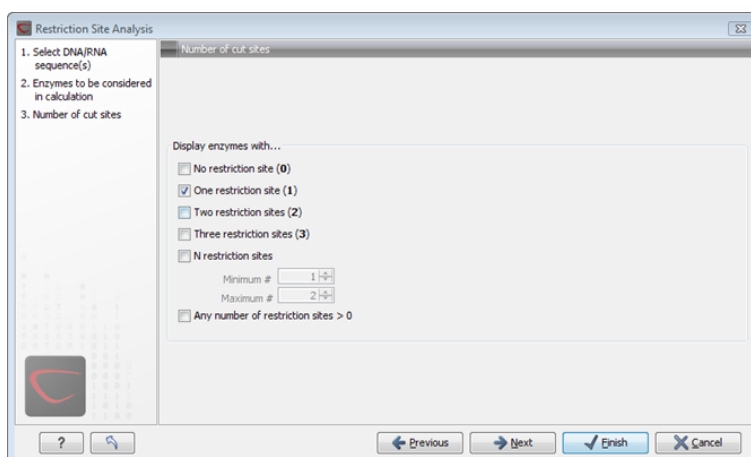 Restriction Site Analysis
1. Select DNA/RNA
sequence(s)
2. Enzymes to be considered
in calculation
3. Number of cut sites
Number of cut sites
Display enzymes with...
No restriction site (0)
One restriction site (1)
Two restriction sites (2)
Three restriction sites (3)
N restriction sites
Minimum # 1
Maximum # 2
Any number of restriction sites > 0
? Previous Next Finish Cancel